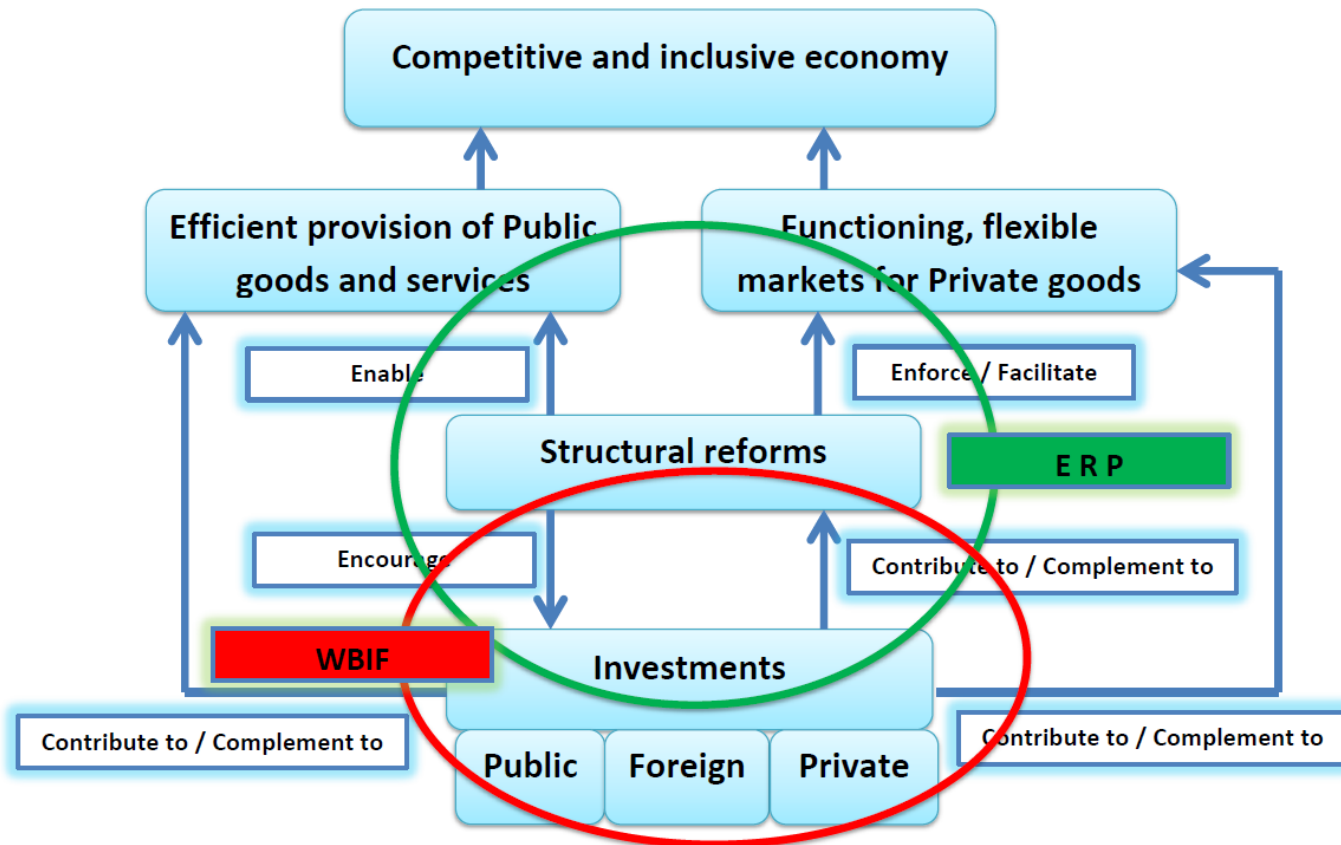 Competitive and inclusive economy
Efficient provision of Public
goods and services
Functioning, flexible
markets for Private goods
Enable
Enforce / Facilitate
Structural reforms
E R P
Encourage
Contribute to / Complement to
WBIF
Investments
Contribute to / Complement to
Contribute to / Complement to
Public
Foreign
Private